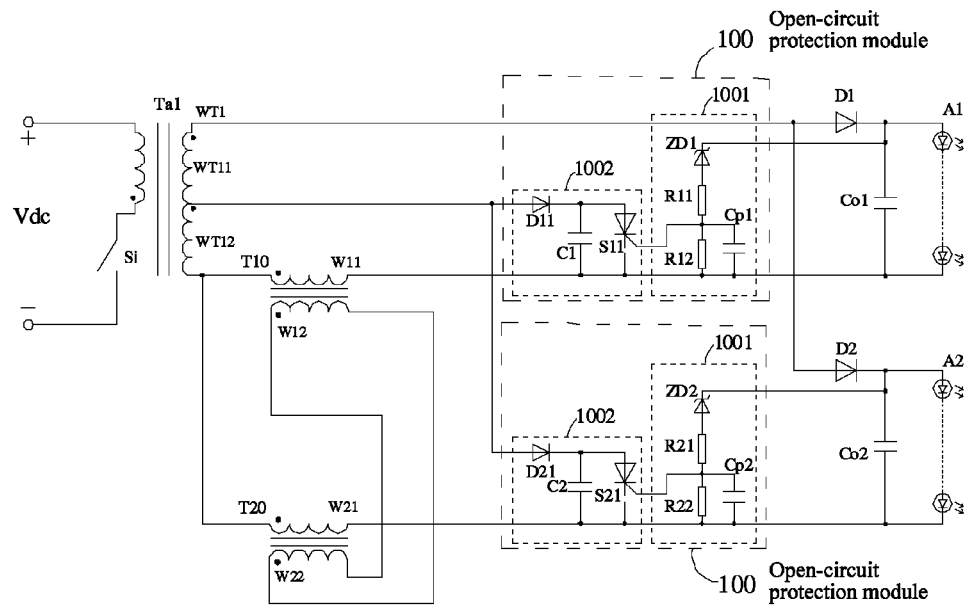 100
Open-circuit
protection module
Ta1
WT1
1001
D1
A1
+
ZD1
WT11
1002
R11
Cp1
Co1
Vdc
D11
WT12
C1
S11
R12
Si
T10
W11
−
W12
1001
D2
A2
ZD2
1002
R21
Cp2
Co2
D21
C2
S21
R22
T20
W21
W22
100
Open-circuit
protection module